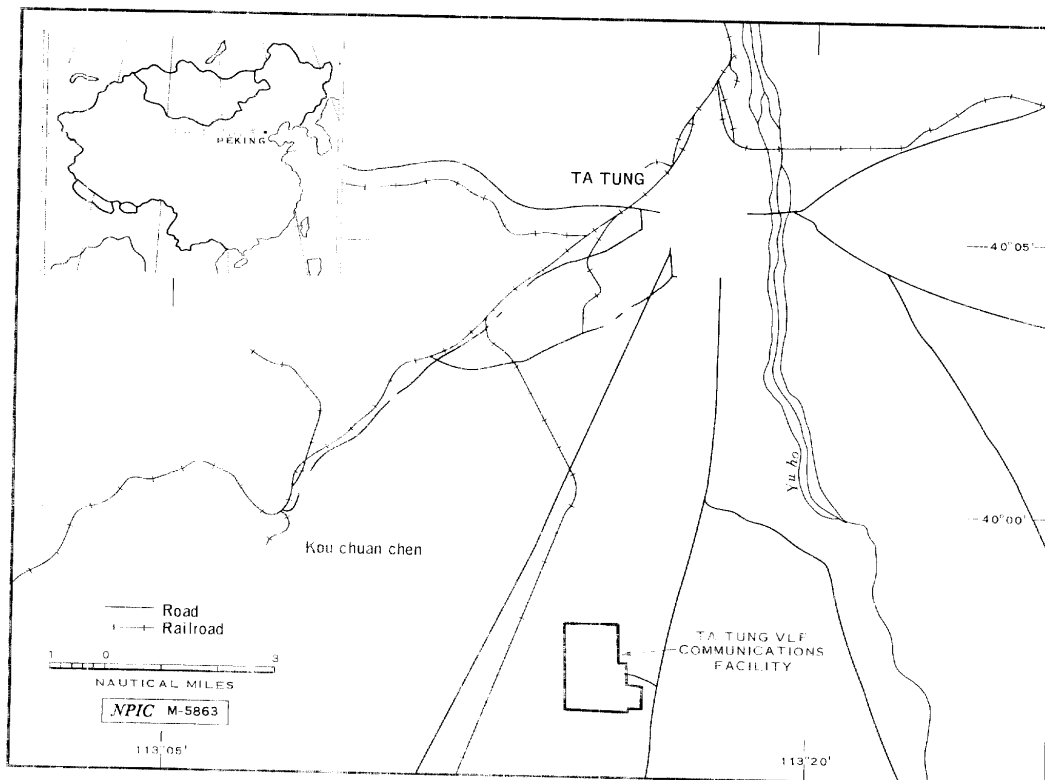 PEKING
TA TUNG
40°05'
Yu ho
40°00'
Kou chuan chen
Road
Railroad
TA TUNG VLF
COMMUNICATIONS
FACILITY
1 0 3
NAUTICAL MILES
NPIC M-5863
113°05'
113°20'